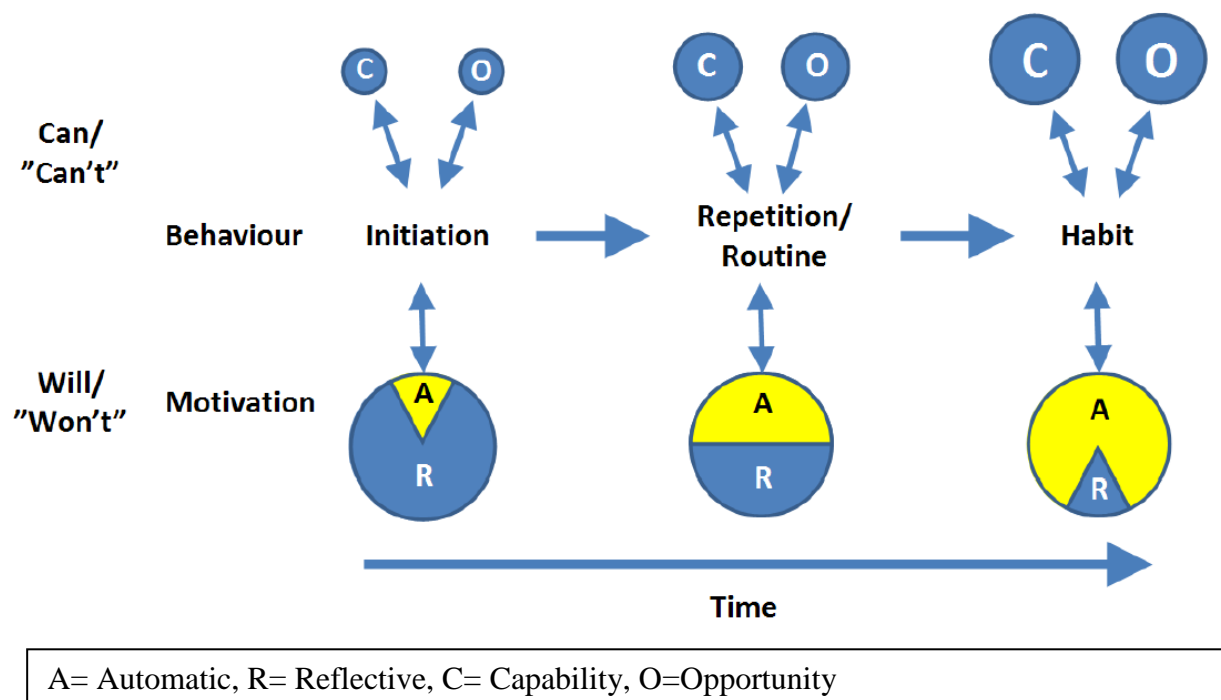 C O C O C O
Can/
"Can't"
Behaviour Initiation Repetition/ Habit
Routine
Will/
”Won’t” Motivation
A A A
R R R
Time
A= Automatic, R= Reflective, C= Capability, O=Opportunity